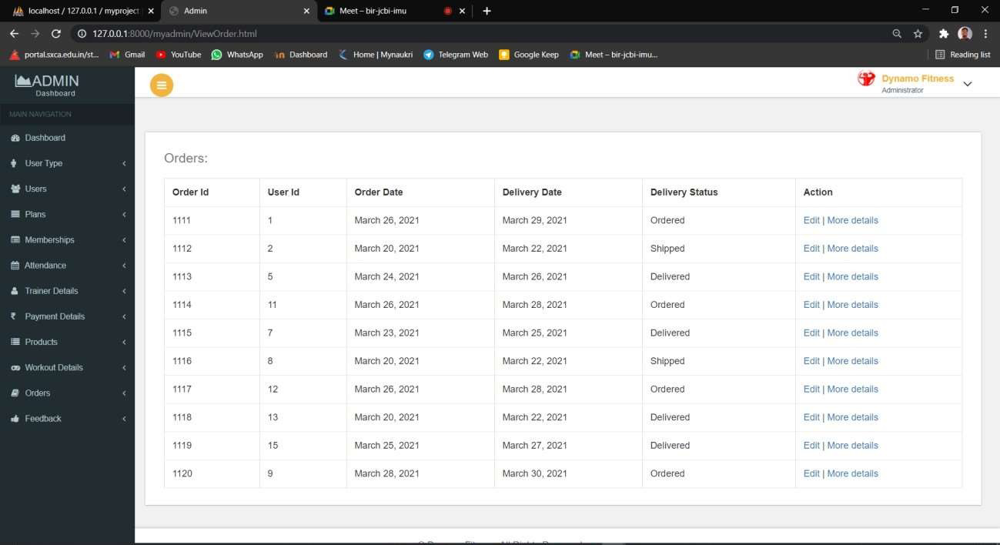 localhost / 127.0.0.1 / myproject
Admin
Meet – bir-jcbi-imu
127.0.0.1:8000/myadmin/ViewOrder.html
portal.sxca.edu.in/st... Gmail YouTube WhatsApp Dashboard Home | Mynaukri Telegram Web Google Keep Meet – bir-jcbi-imu... Reading list
ADMIN
Dashboard
MAIN NAVIGATION
Dashboard
User Type
Users
Plans
Memberships
Attendance
Trainer Details
Payment Details
Products
Workout Details
Orders
Feedback
Dynamo Fitness
Administrator
Orders:
Order Id User Id Order Date Delivery Date Delivery Status Action
1111 1 March 26, 2021 March 29, 2021 Ordered Edit | More details
1112 2 March 20, 2021 March 22, 2021 Shipped Edit | More details
1113 5 March 24, 2021 March 26, 2021 Delivered Edit | More details
1114 11 March 26, 2021 March 28, 2021 Ordered Edit | More details
1115 7 March 23, 2021 March 25, 2021 Delivered Edit | More details
1116 8 March 20, 2021 March 22, 2021 Shipped Edit | More details
1117 12 March 26, 2021 March 28, 2021 Ordered Edit | More details
1118 13 March 20, 2021 March 22, 2021 Delivered Edit | More details
1119 15 March 25, 2021 March 27, 2021 Delivered Edit | More details
1120 9 March 28, 2021 March 30, 2021 Ordered Edit | More details